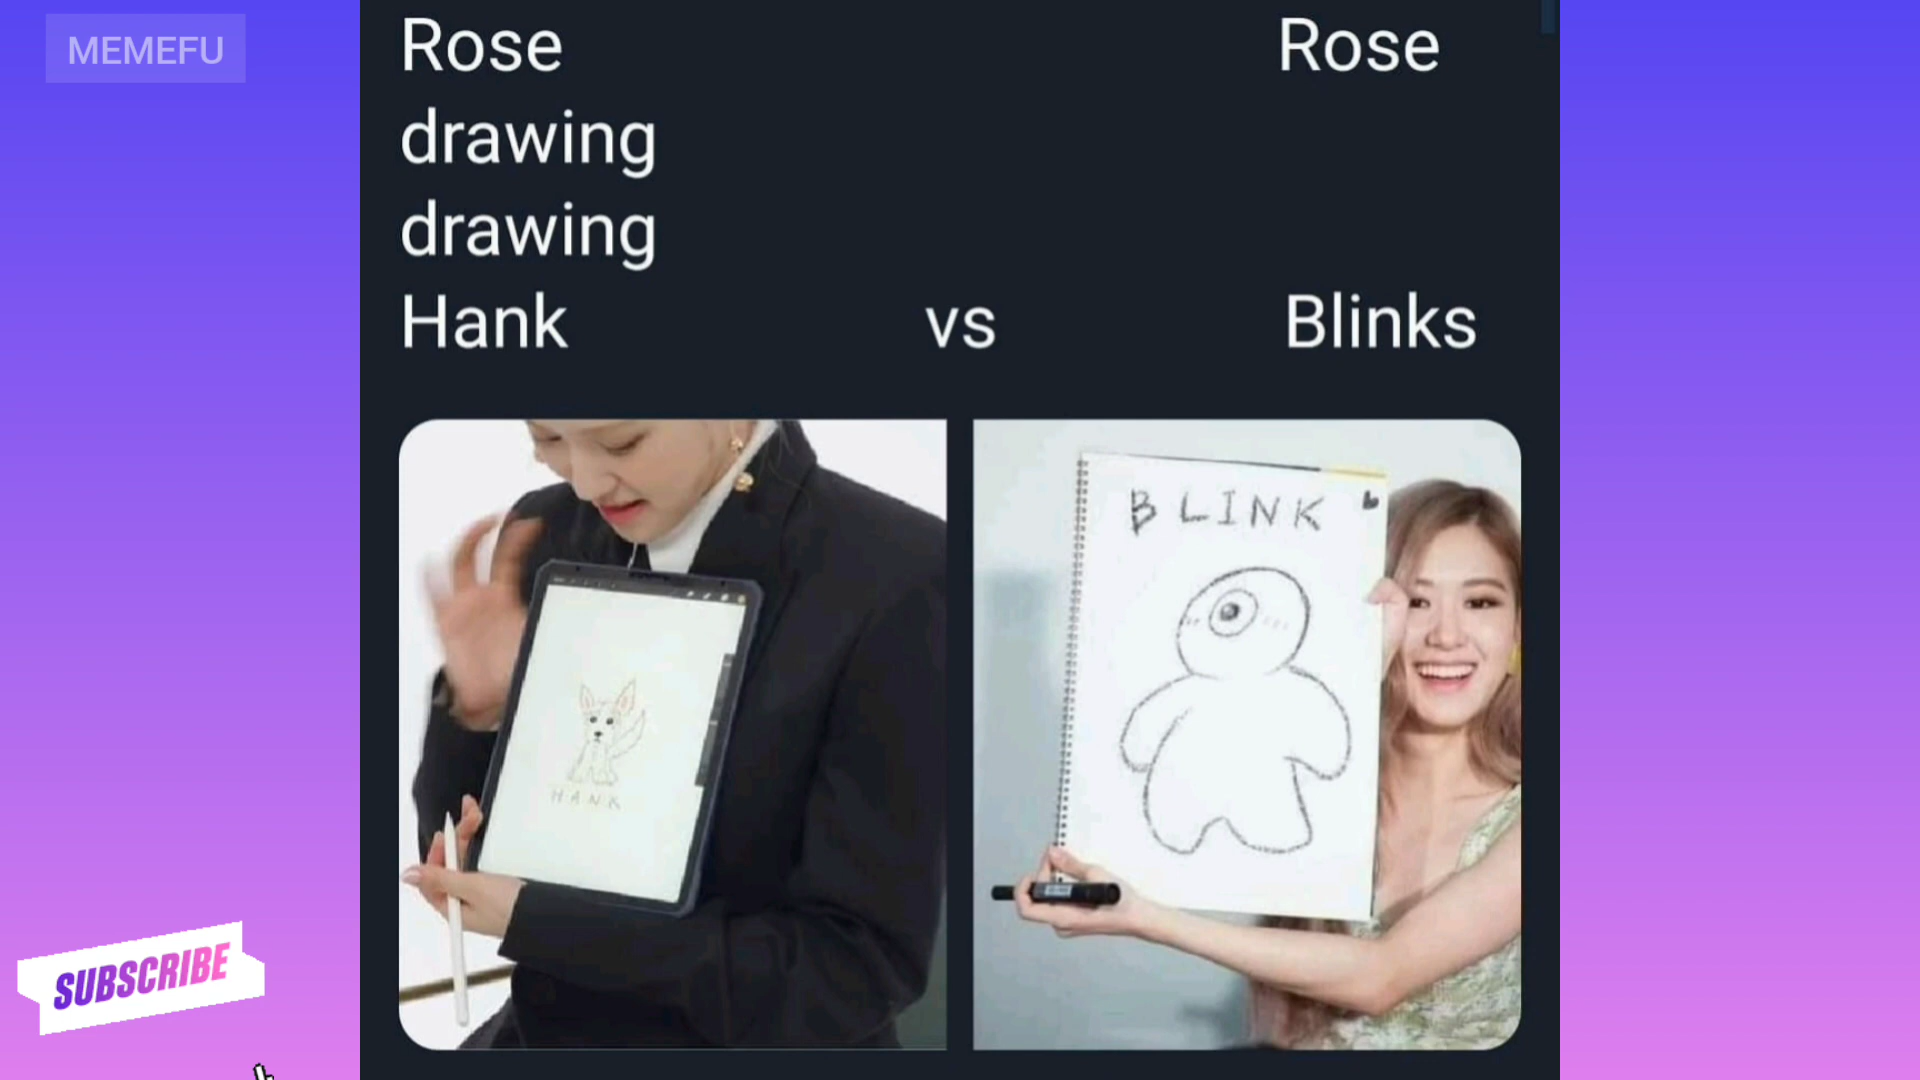 MEMEFU
Rose Rose
drawing
drawing
Hank vs Blinks
BLINK
HANK
SUBSCRIBE